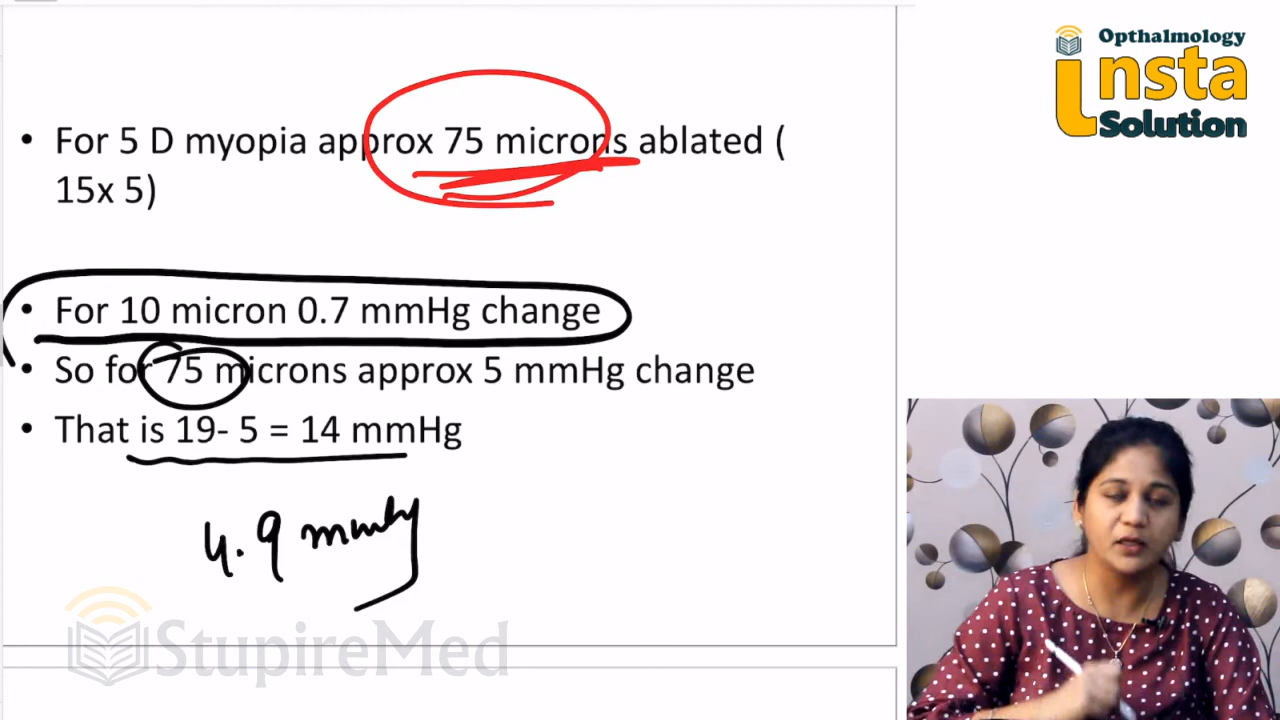 Opthalmology
insta
Solution
• For 5 D myopia approx 75 microns ablated (
15x 5)
• For 10 micron 0.7 mmHg change
• So for 75 microns approx 5 mmHg change
• That is 19- 5 = 14 mmHg
4.9 mmHg
StupireMed